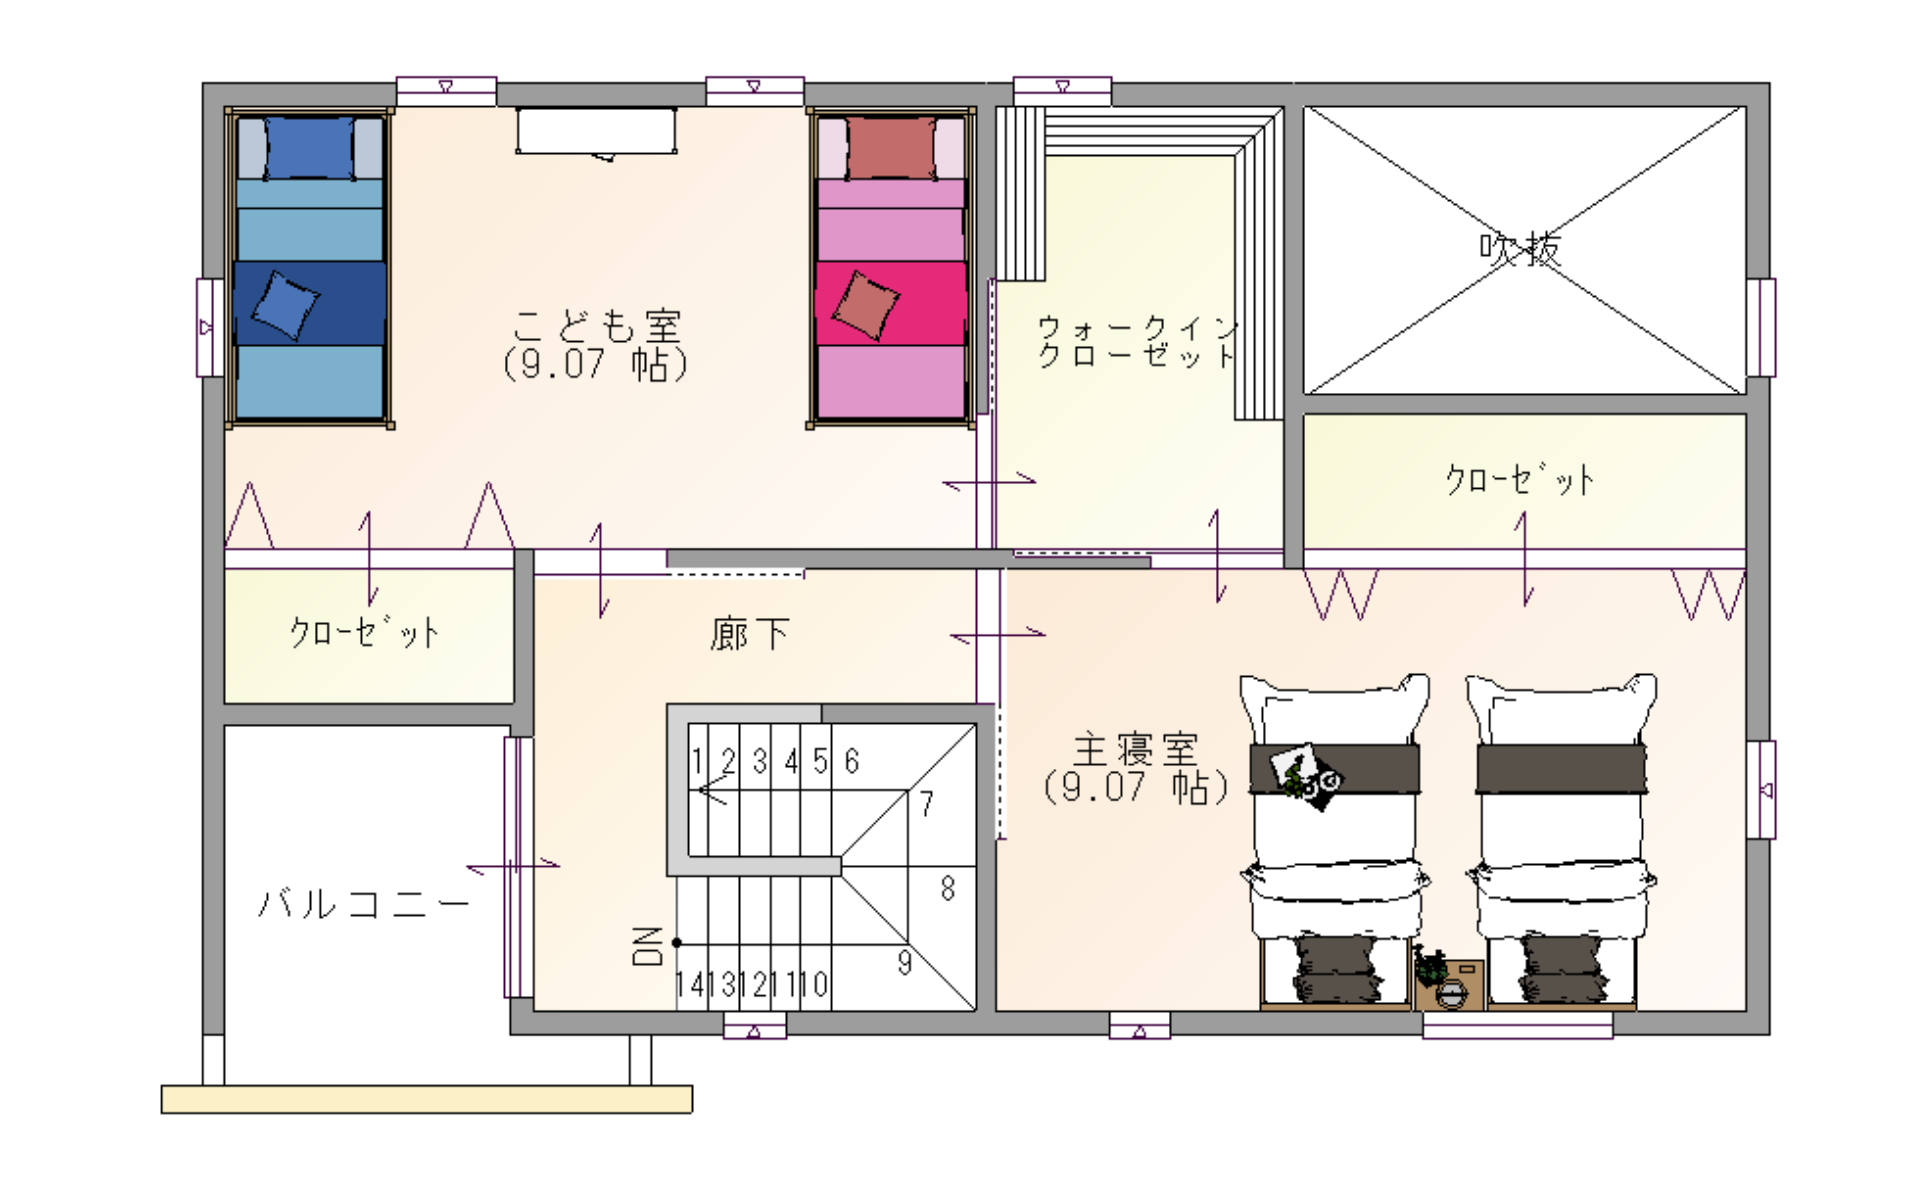 吹抜
こども室
(9.07 帖)
ウォークイン
クローゼット
クローゼット
クローゼット
廊下
主寝室
(9.07 帖)
バルコニー
1 2 3 4 5 6
7
8
9
DN
14 13 12 11 10